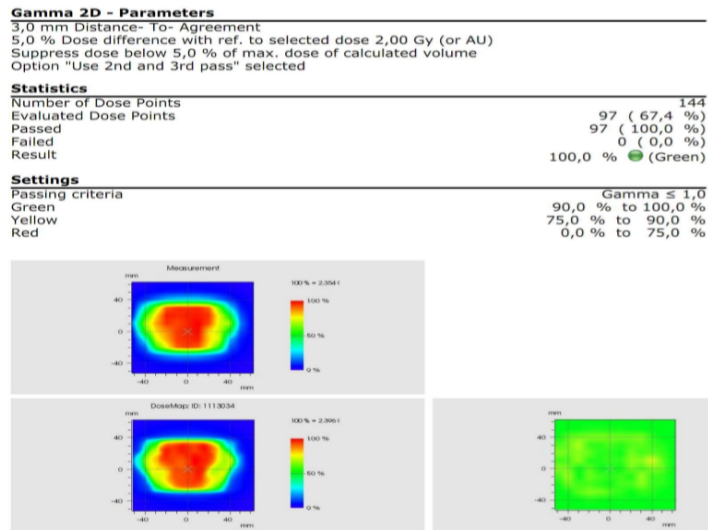 Gamma 2D - Parameters
3,0 mm Distance- To- Agreement
5,0 % Dose difference with ref. to selected dose 2,00 Gy (or AU)
Suppress dose below 5,0 % of max. dose of calculated volume
Option "Use 2nd and 3rd pass" selected
Statistics
Number of Dose Points 144
Evaluated Dose Points 97 ( 67,4 %)
Passed 97 ( 100,0 %)
Failed 0 ( 0,0 %)
Result 100,0 % (Green)
Settings
Passing criteria Gamma ≤ 1,0
Green 90,0 % to 100,0 %
Yellow 75,0 % to 90,0 %
Red 0,0 % to 75,0 %
Measurement
mm
100 % =
40
0
-40
-40 0 40
mm
100 %
50 %
0 %
DoseMap: ID: 1113034
mm
100 % =
40
0
-40
-40 0 40
mm
100 %
50 %
0 %
mm
40
0
-40
-40 0 40
mm